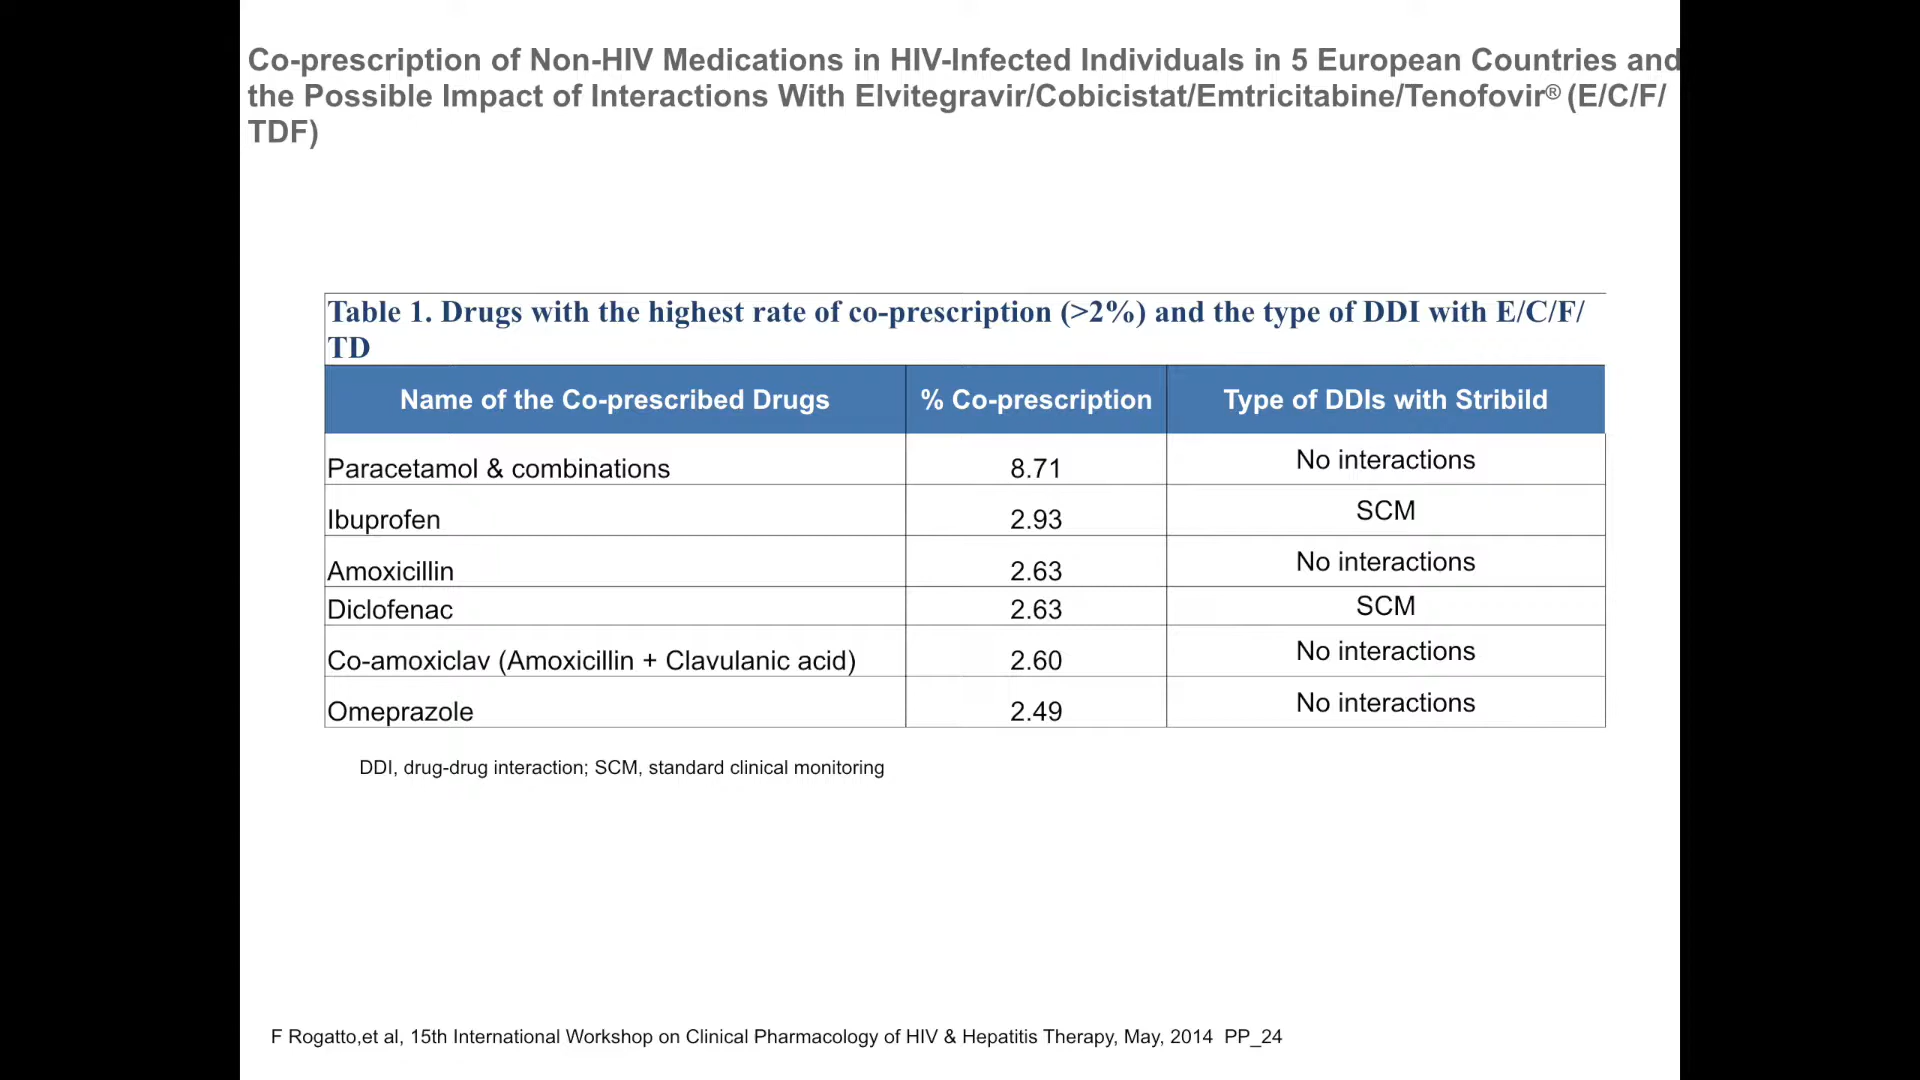 Co-prescription of Non-HIV Medications in HIV-Infected Individuals in 5 European Countries and
the Possible Impact of Interactions With Elvitegravir/Cobicistat/Emtricitabine/Tenofovir® (E/C/F/
TDF)
Table 1. Drugs with the highest rate of co-prescription (>2%) and the type of DDI with E/C/F/
TD
Name of the Co-prescribed Drugs % Co-prescription Type of DDIs with Stribild
Paracetamol & combinations 8.71 No interactions
Ibuprofen 2.93 SCM
Amoxicillin 2.63 No interactions
Diclofenac 2.63 SCM
Co-amoxiclav (Amoxicillin + Clavulanic acid) 2.60 No interactions
Omeprazole 2.49 No interactions
DDI, drug-drug interaction; SCM, standard clinical monitoring
F Rogatto,et al, 15th International Workshop on Clinical Pharmacology of HIV & Hepatitis Therapy, May, 2014 PP_24